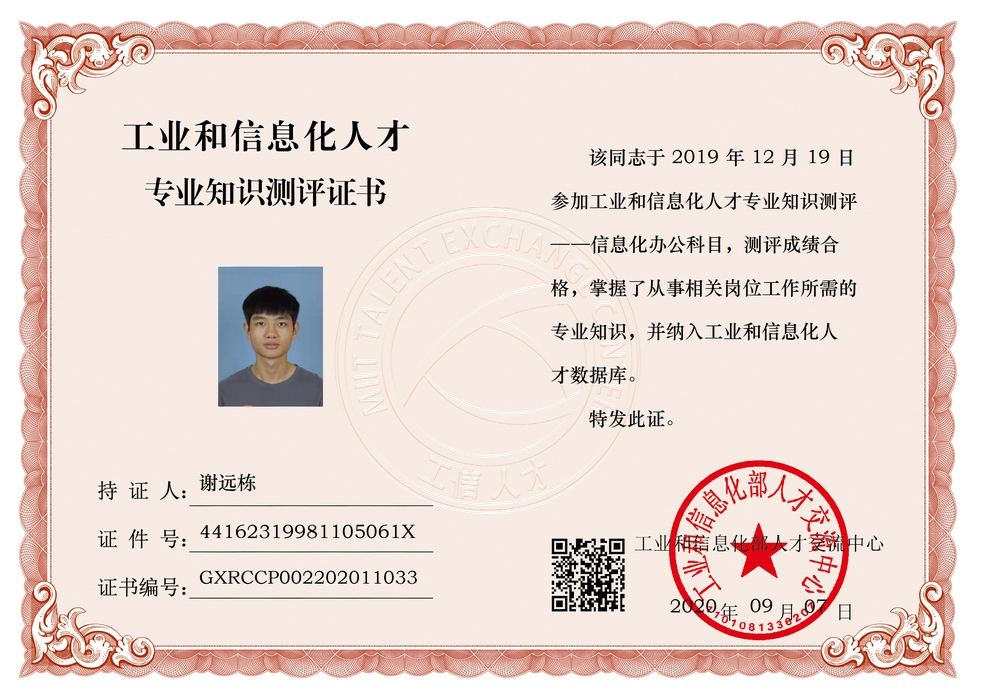 工业和信息化人才
专业知识测评证书
该同志于 2019 年 12 月 19 日
参加工业和信息化人才专业知识测评
——信息化办公科目，测评成绩合
格，掌握了从事相关岗位工作所需的
专业知识，并纳入工业和信息化人
才数据库。
特发此证。
MIIT TALENT EXCHANGE CENTER
工信人才
持 证 人：谢远栋
证 件 号：44162319981105061X
证书编号：GXRCCP002202011033
工业和信息化部人才交流中心
2020 年 09 月 07 日
工业和信息化部人才交流中心